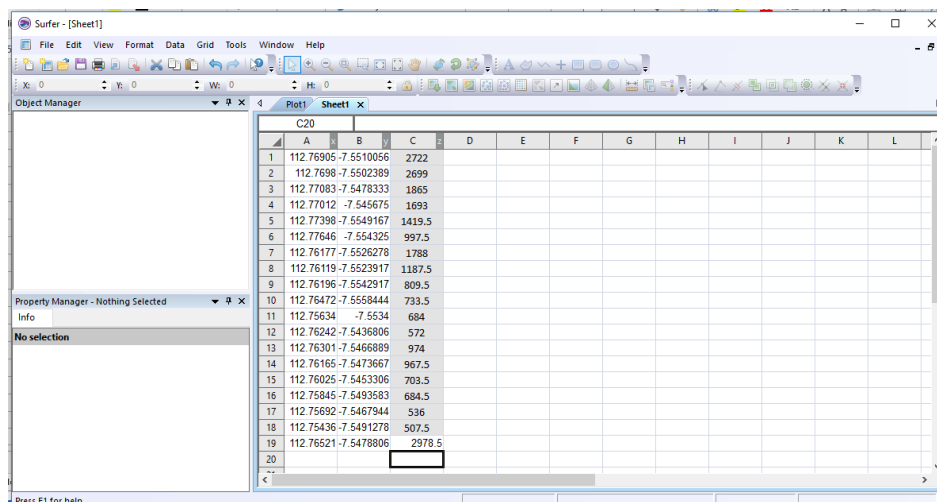 Surfer - [Sheet1]
File Edit View Format Data Grid Tools Window Help
X: 0 Y: 0 W: 0 H: 0
Object Manager
Plot1 Sheet1
C20
A x B y C z D E F G H I J K L
1 112.76905 -7.5510056 2722
2 112.7698 -7.5502389 2699
3 112.77083 -7.5478333 1865
4 112.77012 -7.545675 1693
5 112.77398 -7.5549167 1419.5
6 112.77646 -7.554325 997.5
7 112.76177 -7.5526278 1788
8 112.76119 -7.5523917 1187.5
9 112.76196 -7.5542917 809.5
10 112.76472 -7.5558444 733.5
11 112.75634 -7.5534 684
12 112.76242 -7.5436806 572
13 112.76301 -7.5466889 974
14 112.76165 -7.5473667 967.5
15 112.76025 -7.5453306 703.5
16 112.75845 -7.5493583 684.5
17 112.75692 -7.5467944 536
18 112.75436 -7.5491278 507.5
19 112.76521 -7.5478806 2978.5
20
Property Manager - Nothing Selected
Info
No selection
Press F1 for help